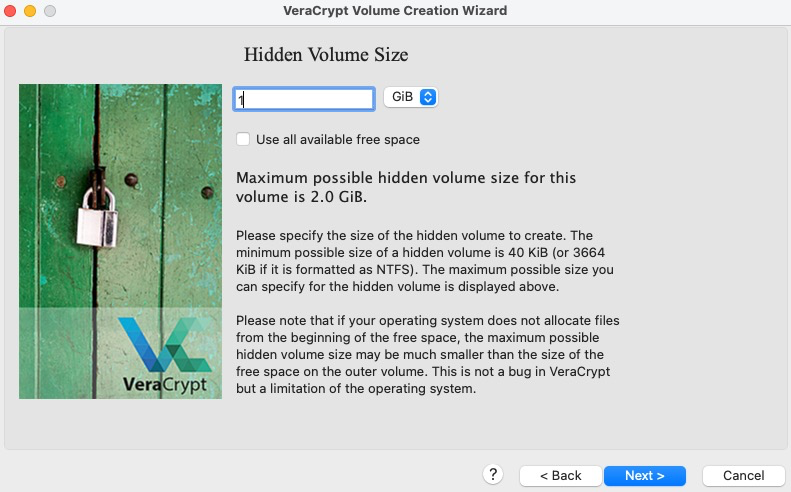 VeraCrypt Volume Creation Wizard
Hidden Volume Size
1
GiB
Use all available free space
Maximum possible hidden volume size for this
volume is 2.0 GiB.
Please specify the size of the hidden volume to create. The
minimum possible size of a hidden volume is 40 KiB (or 3664
KiB if it is formatted as NTFS). The maximum possible size you
can specify for the hidden volume is displayed above.
Please note that if your operating system does not allocate files
from the beginning of the free space, the maximum possible
hidden volume size may be much smaller than the size of the
free space on the outer volume. This is not a bug in VeraCrypt
but a limitation of the operating system.
VeraCrypt
?
< Back
Next >
Cancel